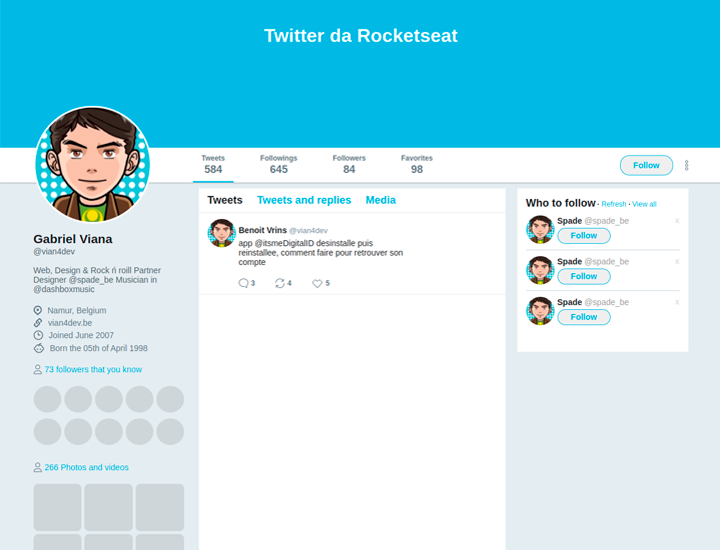 Twitter da Rocketseat
Tweets Followings Followers Favorites
584 645 84 98
Follow
Gabriel Viana
@vian4dev
Web, Design & Rock ń roill Partner
Designer @spade_be Musician in
@dashboxmusic
Namur, Belgium
vian4dev.be
Joined June 2007
Born the 05th of April 1998
73 followers that you know
266 Photos and videos
Tweets Tweets and replies Media
Benoit Vrins @vian4dev
app @itsmeDigitalID desinstalle puis
reinstallee, comment faire pour retrouver son
compte
3 4 5
Who to follow · Refresh · View all
Spade @spade_be x
Follow
Spade @spade_be x
Follow
Spade @spade_be x
Follow